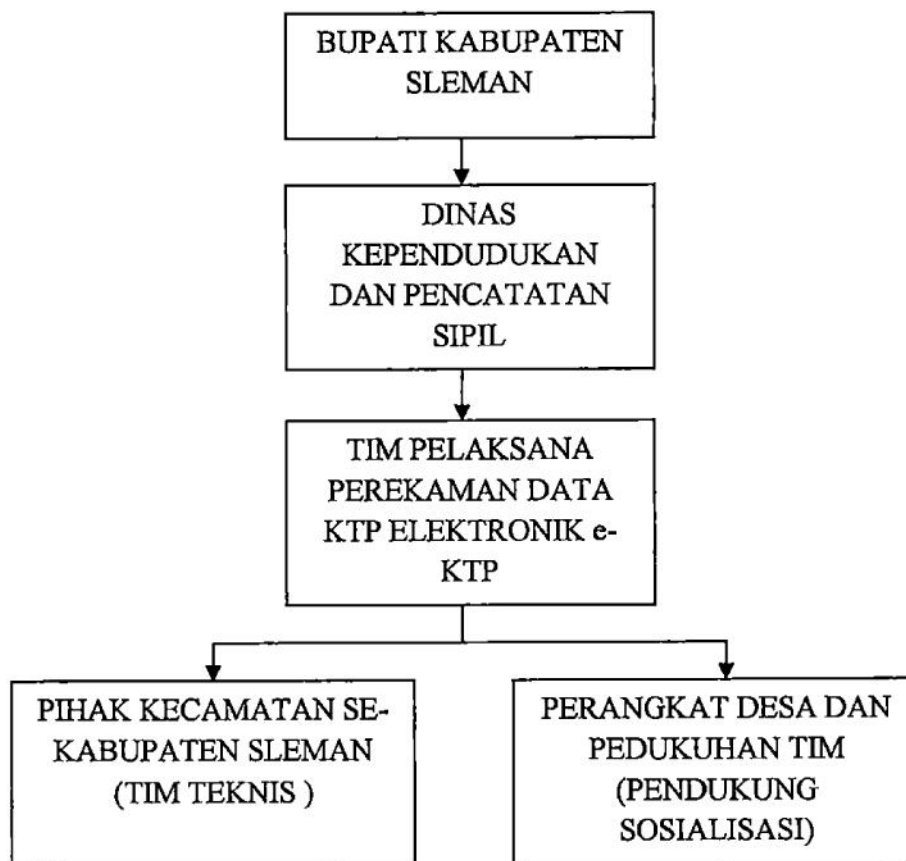 BUPATI KABUPATEN
SLEMAN
DINAS
KEPENDUDUKAN
DAN PENCATATAN
SIPIL
TIM PELAKSANA
PEREKAMAN DATA
KTP ELEKTRONIK e-
KTP
PIHAK KECAMATAN SE-
KABUPATEN SLEMAN
(TIM TEKNIS )
PERANGKAT DESA DAN
PEDUKUHAN TIM
(PENDUKUNG
SOSIALISASI)